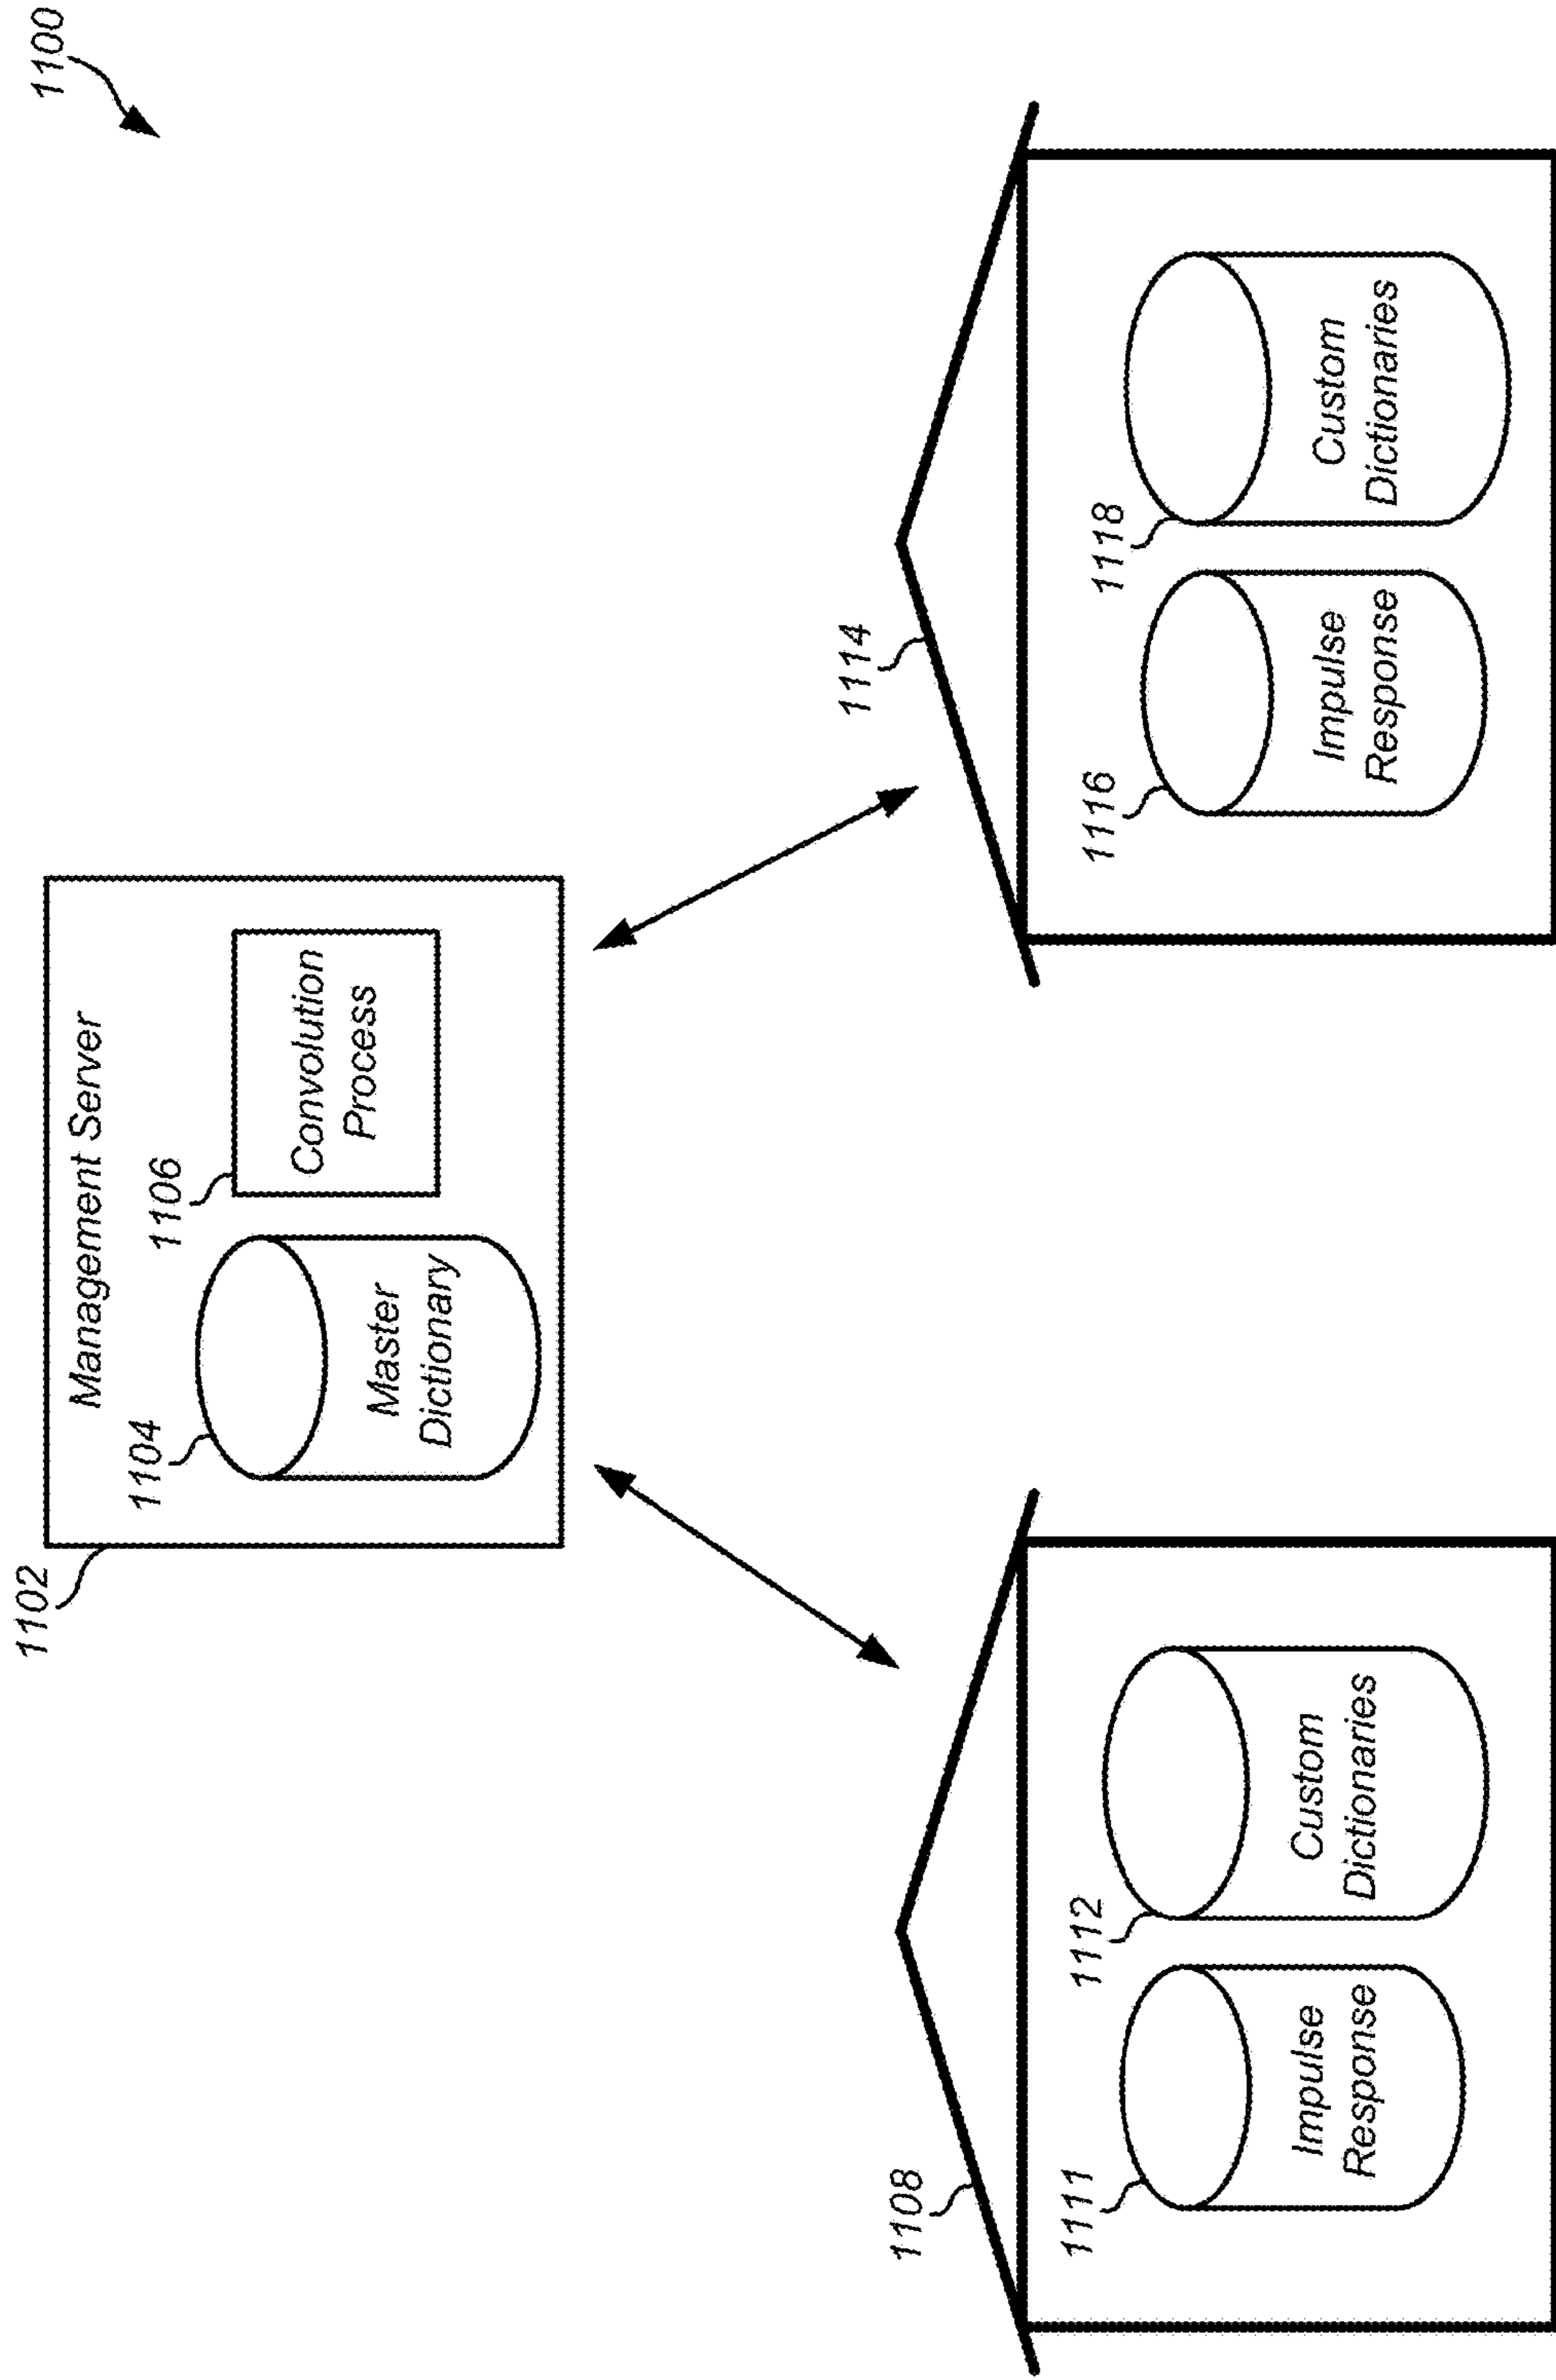 1100
1102
Management Server
1104
1106
Master
Dictionary
Convolution
Process
1108
1114
1111
1112
Impulse
Response
Custom
Dictionaries
1116
1118
Impulse
Response
Custom
Dictionaries